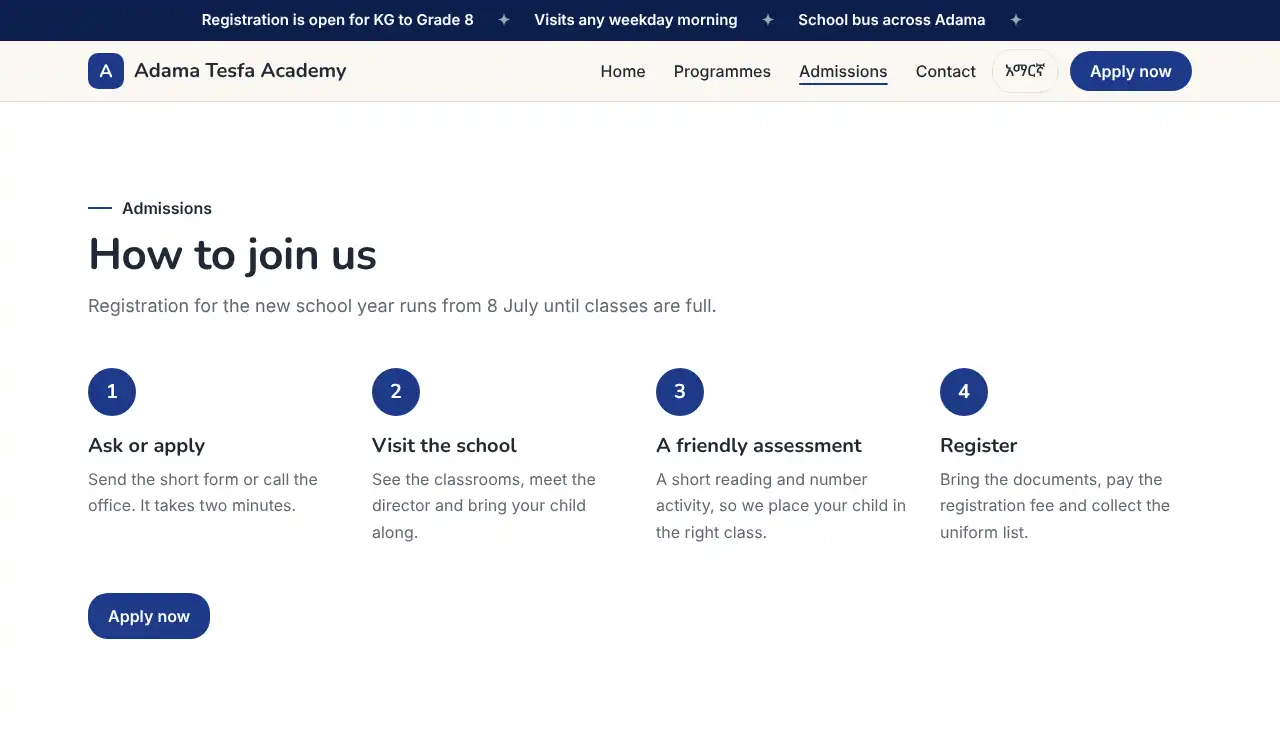 Registration is open for KG to Grade 8 ✦ Visits any weekday morning ✦ School bus across Adama ✦
A Adama Tesfa Academy Home Programmes Admissions Contact አማርኛ Apply now
Admissions
How to join us
Registration for the new school year runs from 8 July until classes are full.
1
Ask or apply
Send the short form or call the
office. It takes two minutes.
2
Visit the school
See the classrooms, meet the
director and bring your child
along.
3
A friendly assessment
A short reading and number
activity, so we place your child in
the right class.
4
Register
Bring the documents, pay the
registration fee and collect the
uniform list.
Apply now